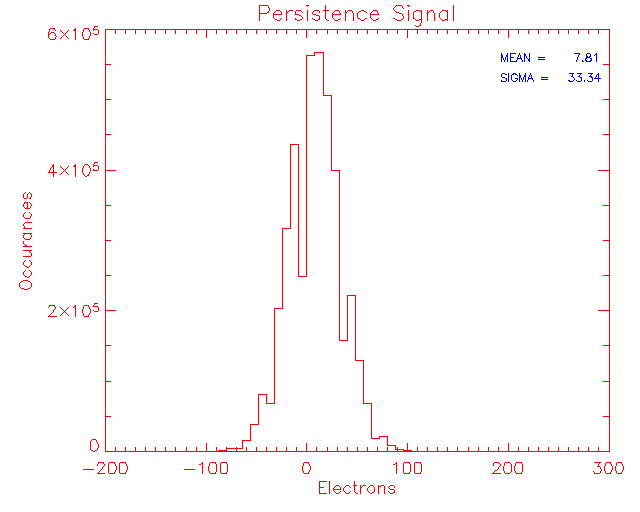 Persistence Signal
6×10⁵
MEAN = 7.81
SIGMA = 33.34
4×10⁵
Occurances
2×10⁵
0
-200 -100 0 100 200 300
Electrons